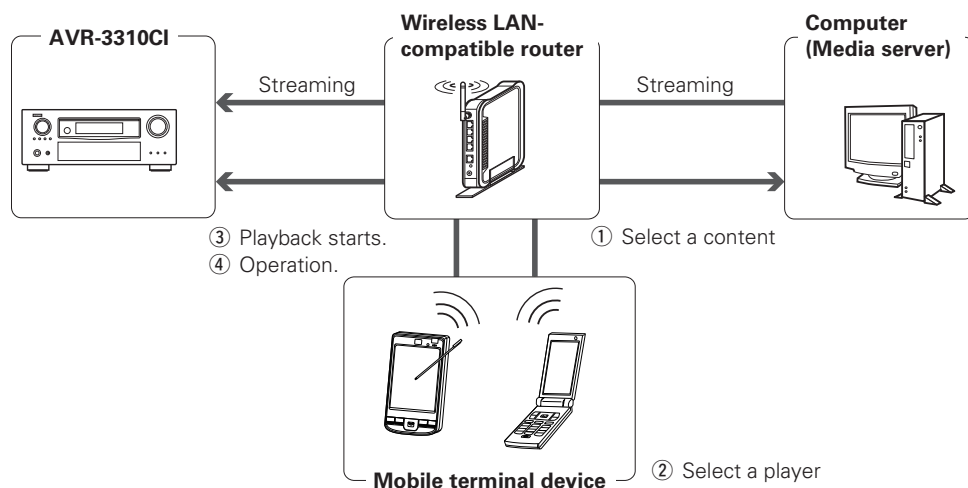 AVR-3310CI
Wireless LAN-
compatible router
Computer
(Media server)
Streaming
Streaming
③ Playback starts.
④ Operation.
① Select a content
② Select a player
Mobile terminal device